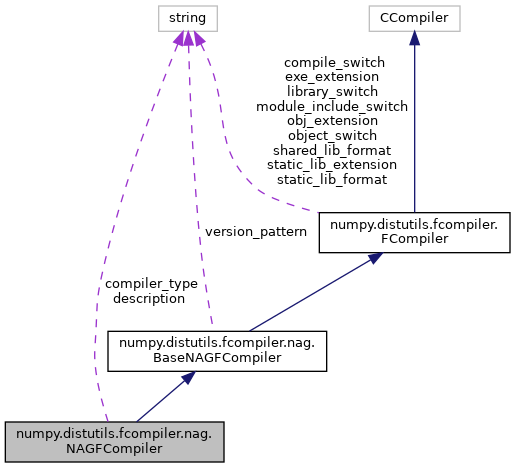 string
CCompiler
compile_switch
exe_extension
library_switch
module_include_switch
obj_extension
object_switch
shared_lib_format
static_lib_extension
static_lib_format
numpy.distutils.fcompiler.
FCompiler
version_pattern
compiler_type
description
numpy.distutils.fcompiler.nag.
BaseNAGFCompiler
numpy.distutils.fcompiler.nag.
NAGFCompiler